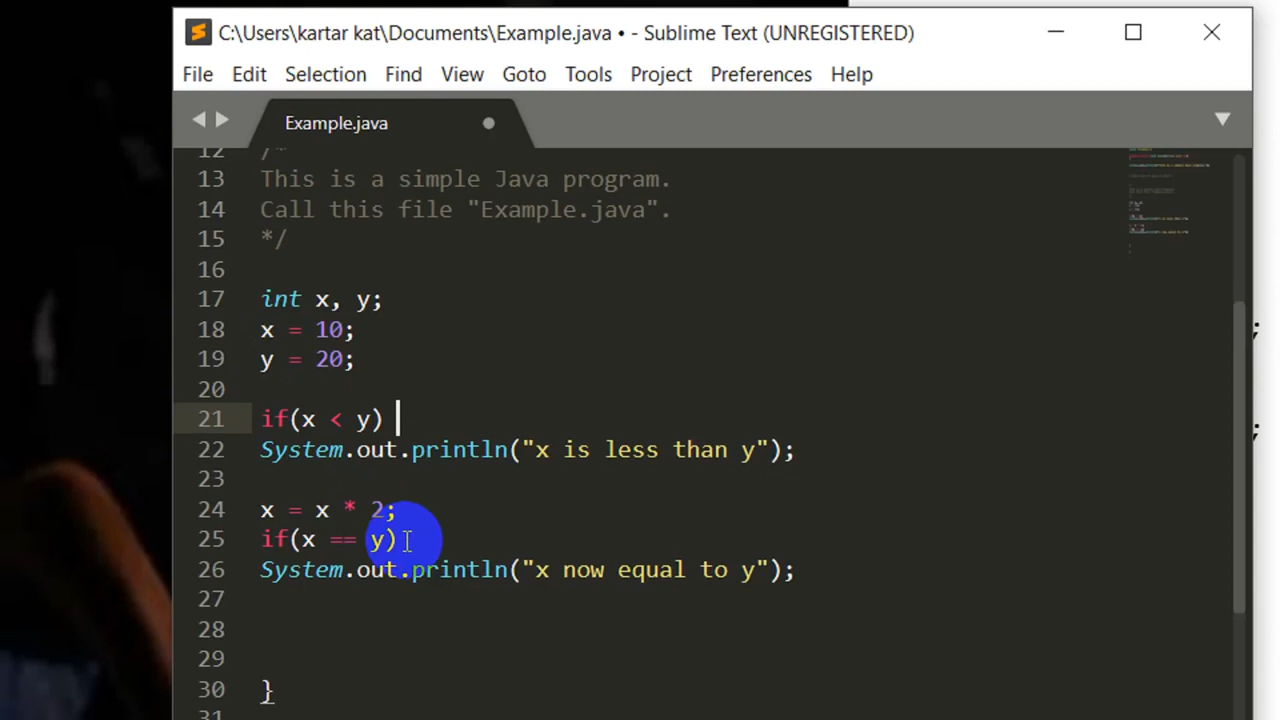 C:\Users\kartar kat\Documents\Example.java • - Sublime Text (UNREGISTERED)
File Edit Selection Find View Goto Tools Project Preferences Help
Example.java
12 /*
13 This is a simple Java program.
14 Call this file "Example.java".
15 */
16
17 int x, y;
18 x = 10;
19 y = 20;
20
21 if(x < y)
22 System.out.println("x is less than y");
23
24 x = x * 2;
25 if(x == y)
26 System.out.println("x now equal to y");
27
28
29
30 }
31